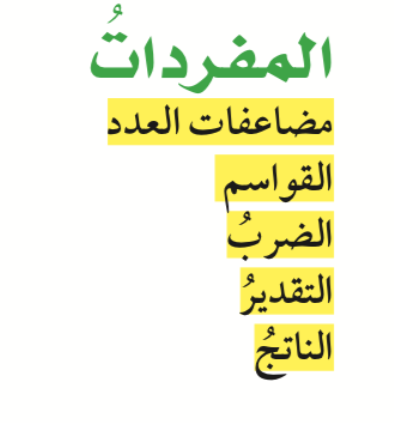 المفرداتُ
مضاعفات العدد
القواسم
الضربُ
التقديرُ
الناتجُ